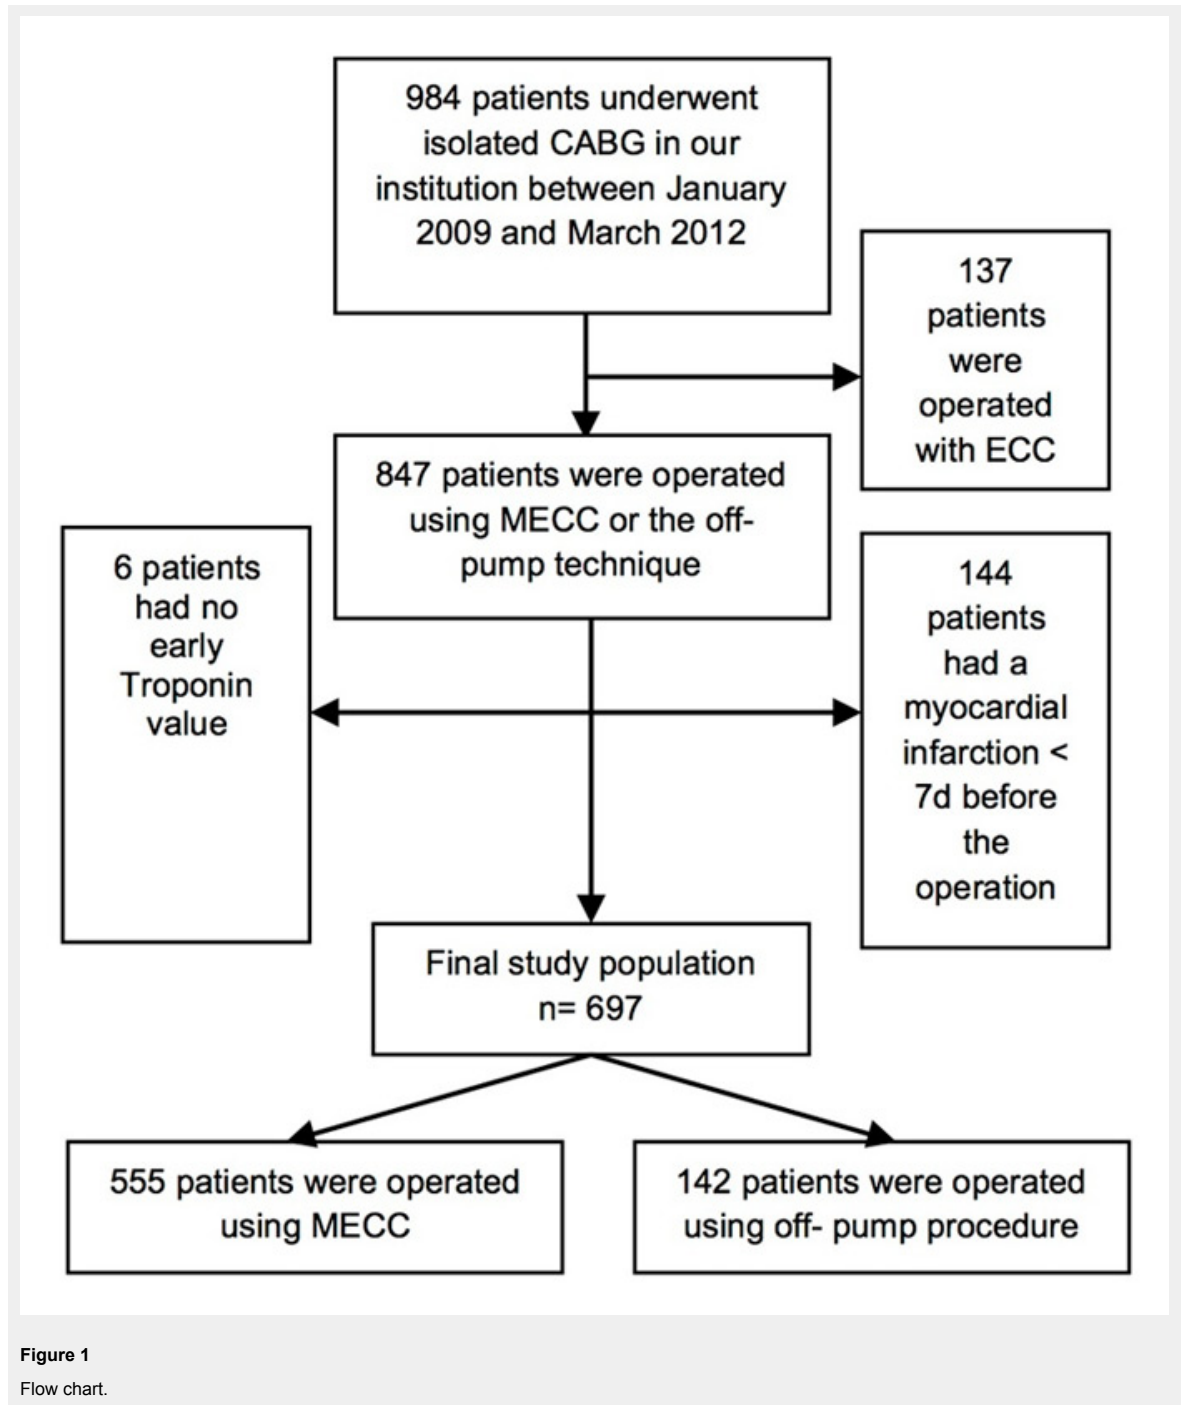 984 patients underwent
isolated CABG in our
institution between January
2009 and March 2012
137
patients
were
operated
with ECC
847 patients were operated
using MECC or the off-
pump technique
6 patients
had no
early
Troponin
value
144
patients
had a
myocardial
infarction <
7d before
the
operation
Final study population
n= 697
555 patients were operated
using MECC
142 patients were operated
using off- pump procedure
Figure 1
Flow chart.